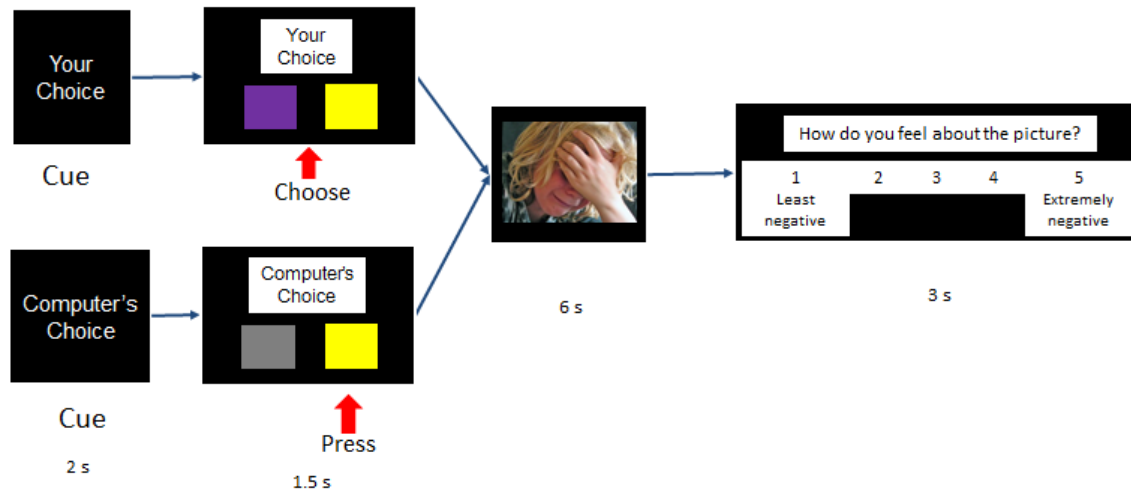 Your
Choice
Cue
Your
Choice
Choose
Computer's
Choice
Cue
2 s
Computer's
Choice
Press
1.5 s
6 s
How do you feel about the picture?
1 2 3 4 5
Least Extremely
negative negative
3 s